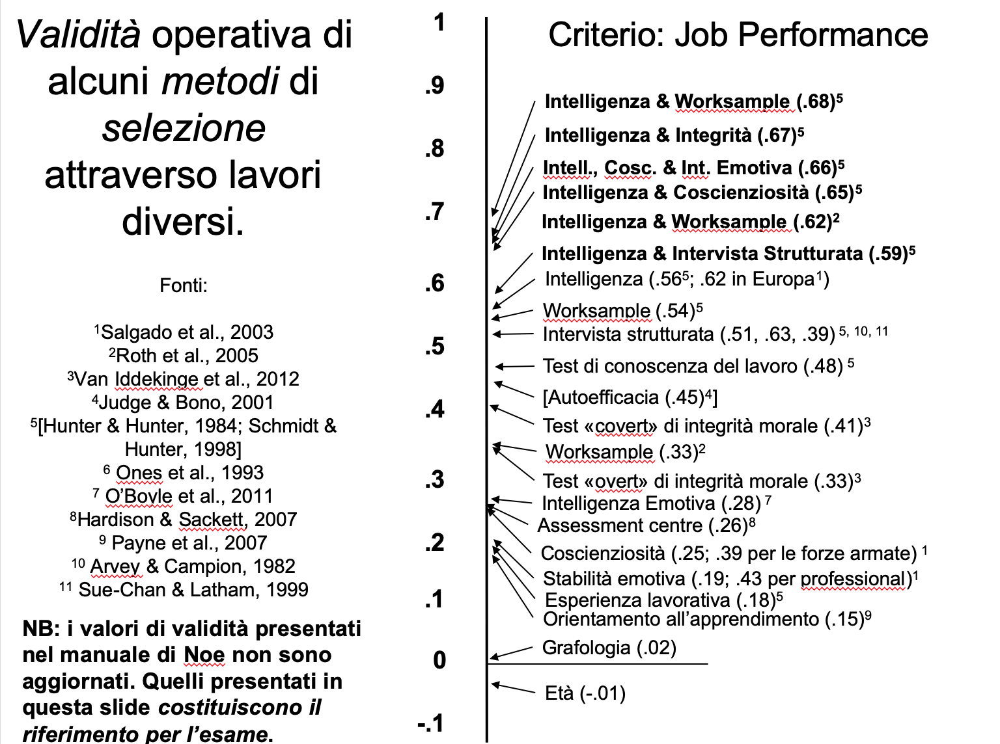 Validità operativa di
alcuni metodi di
selezione
attraverso lavori
diversi.
Fonti:
¹Salgado et al., 2003
²Roth et al., 2005
³Van Iddekinge et al., 2012
⁴Judge & Bono, 2001
⁵[Hunter & Hunter, 1984; Schmidt &
Hunter, 1998]
⁶ Ones et al., 1993
⁷ O’Boyle et al., 2011
⁸Hardison & Sackett, 2007
⁹ Payne et al., 2007
¹⁰ Arvey & Campion, 1982
¹¹ Sue-Chan & Latham, 1999
NB: i valori di validità presentati
nel manuale di Noe non sono
aggiornati. Quelli presentati in
questa slide costituiscono il
riferimento per l’esame.
1
.9
.8
.7
.6
.5
.4
.3
.2
.1
0
-.1
Criterio: Job Performance
Intelligenza & Worksample (.68)⁵
Intelligenza & Integrità (.67)⁵
Intell., Cosc. & Int. Emotiva (.66)⁵
Intelligenza & Coscienziosità (.65)⁵
Intelligenza & Worksample (.62)²
Intelligenza & Intervista Strutturata (.59)⁵
Intelligenza (.56⁵; .62 in Europa¹)
Worksample (.54)⁵
Intervista strutturata (.51, .63, .39) ⁵, ¹⁰, ¹¹
Test di conoscenza del lavoro (.48) ⁵
[Autoefficacia (.45)⁴]
Test «covert» di integrità morale (.41)³
Worksample (.33)²
Test «overt» di integrità morale (.33)³
Intelligenza Emotiva (.28) ⁷
Assessment centre (.26)⁸
Coscienziosità (.25; .39 per le forze armate) ¹
Stabilità emotiva (.19; .43 per professional)¹
Esperienza lavorativa (.18)⁵
Orientamento all’apprendimento (.15)⁹
Grafologia (.02)
Età (-.01)